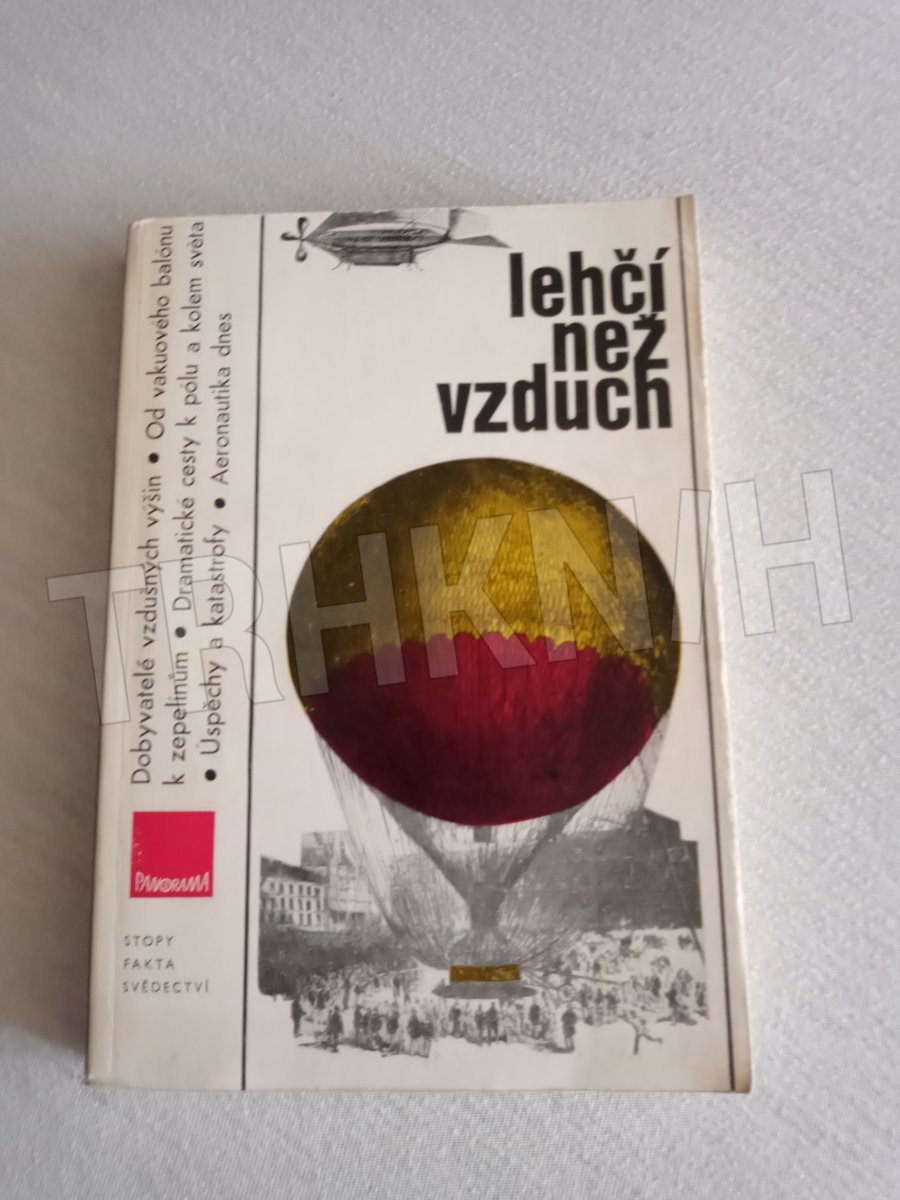 lehčí
než
vzduch
Dobyvatelé vzdušných výšin • Od vakuového balónu
k zepelínům • Dramatické cesty k pólu a kolem světa
• Úspěchy a katastrofy • Aeronautika dnes
PANORAMA
STOPY
FAKTA
SVĚDECTVÍ
TRHKNIH